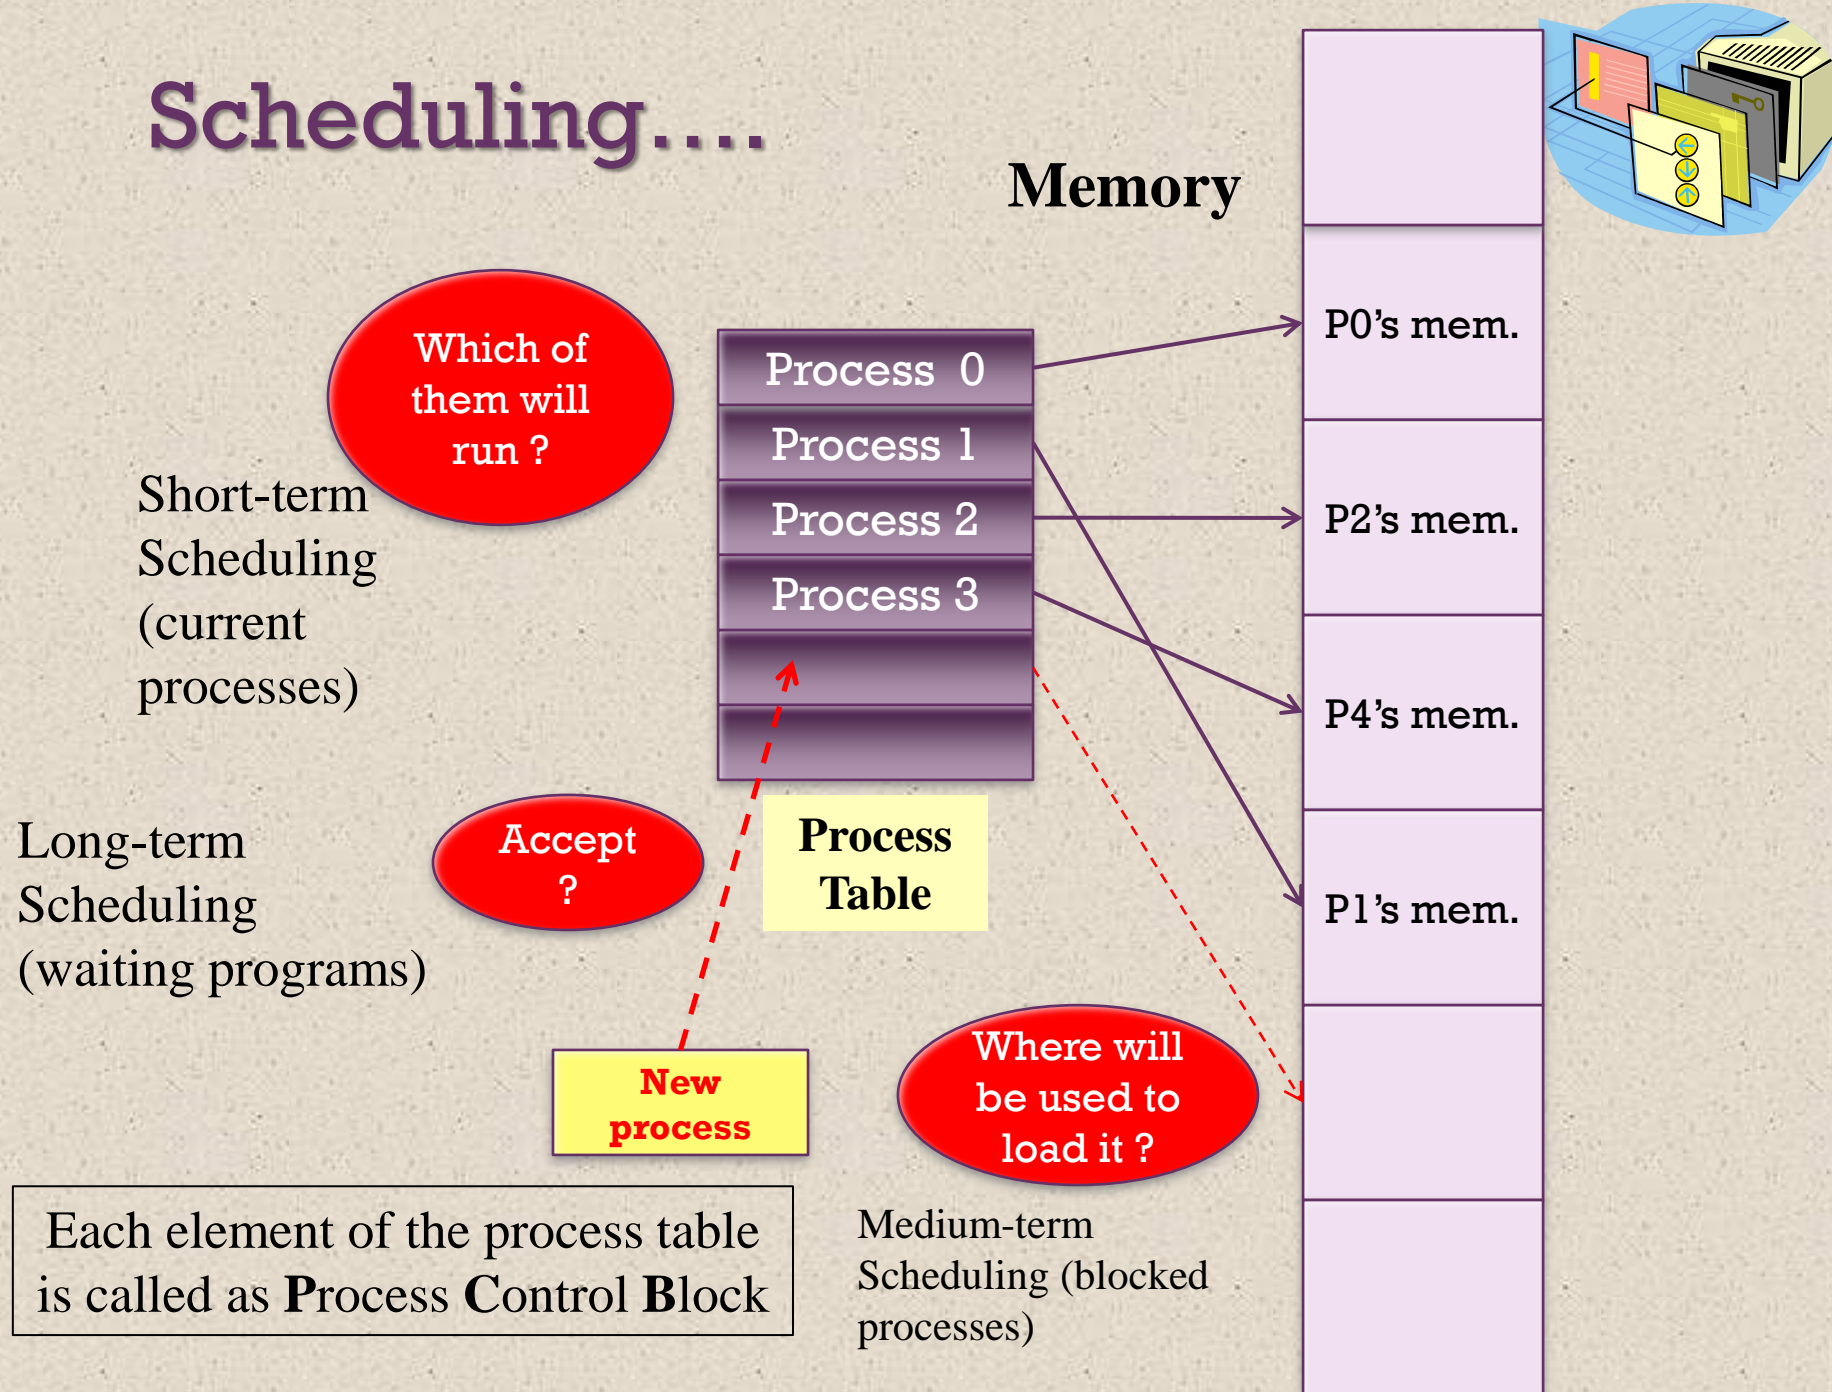 Scheduling....
Memory
Which of
them will
run ?
Short-term
Scheduling
(current
processes)
Process  0
Process 1
Process 2
Process 3
Process
Table
P0’s mem.
P2’s mem.
P4’s mem.
P1’s mem.
Long-term
Scheduling
(waiting programs)
Accept
?
New
process
Where will
be used to
load it ?
Each element of the process table
is called as Process Control Block
Medium-term
Scheduling (blocked
processes)